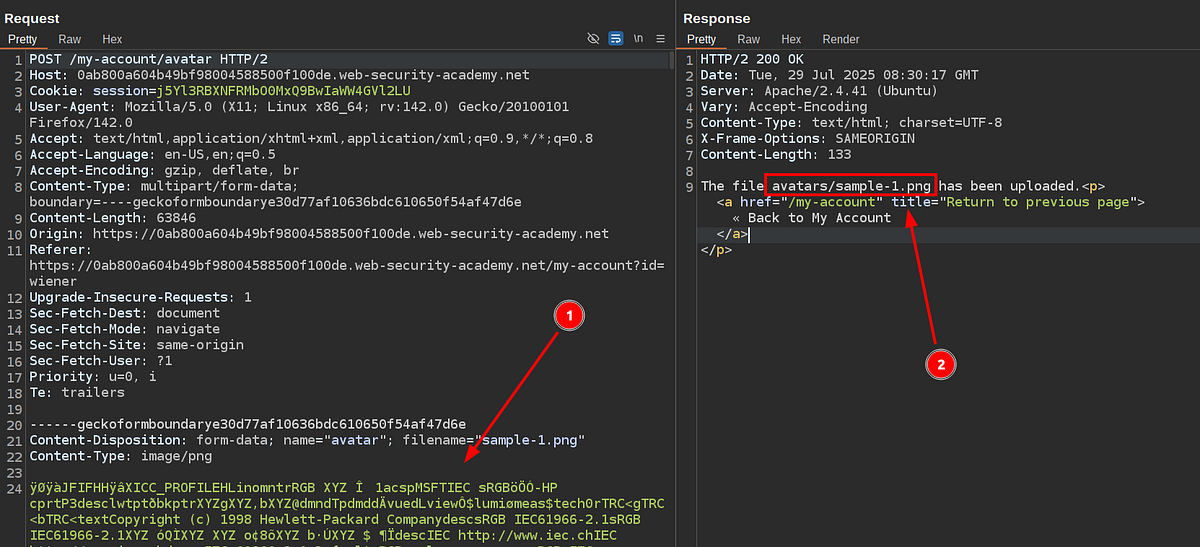 Request
Pretty Raw Hex
\n
1 POST /my-account/avatar HTTP/2
2 Host: 0ab800a604b49bf98004588500f100de.web-security-academy.net
3 Cookie: session=j5Yl3RBXNFRMbO0MxQ9BwIaWW4GVl2LU
4 User-Agent: Mozilla/5.0 (X11; Linux x86_64; rv:142.0) Gecko/20100101
Firefox/142.0
5 Accept: text/html,application/xhtml+xml,application/xml;q=0.9,*/*;q=0.8
6 Accept-Language: en-US,en;q=0.5
7 Accept-Encoding: gzip, deflate, br
8 Content-Type: multipart/form-data;
boundary=----geckoformboundarye30d77af10636bdc610650f54af47d6e
9 Content-Length: 63846
10 Origin: https://0ab800a604b49bf98004588500f100de.web-security-academy.net
11 Referer:
https://0ab800a604b49bf98004588500f100de.web-security-academy.net/my-account?id=
wiener
12 Upgrade-Insecure-Requests: 1
13 Sec-Fetch-Dest: document
14 Sec-Fetch-Mode: navigate
15 Sec-Fetch-Site: same-origin
16 Sec-Fetch-User: ?1
17 Priority: u=0, i
18 Te: trailers
19
20 ------geckoformboundarye30d77af10636bdc610650f54af47d6e
21 Content-Disposition: form-data; name="avatar"; filename="sample-1.png"
22 Content-Type: image/png
23
24 ÿØÿàJFIFHHÿâXICC_PROFILEHLinomntrRGB XYZ Î 1acspMSFTIEC sRGBöÖÓ-HP
cprtP3desclwtptðbkptrXYZgXYZ,bXYZ@dmndTpdmddÄvuedLviewÔ$lumiømeas$tech0rTRC<gTRC
<bTRC<textCopyright (c) 1998 Hewlett-Packard CompanydescsRGB IEC61966-2.1sRGB
IEC61966-2.1XYZ óQÌXYZ XYZ o¢8õXYZ b·ÚXYZ $ ¶ÏdescIEC http://www.iec.chIEC
1
Response
Pretty Raw Hex Render
1 HTTP/2 200 OK
2 Date: Tue, 29 Jul 2025 08:30:17 GMT
3 Server: Apache/2.4.41 (Ubuntu)
4 Vary: Accept-Encoding
5 Content-Type: text/html; charset=UTF-8
6 X-Frame-Options: SAMEORIGIN
7 Content-Length: 133
8
9 The file avatars/sample-1.png has been uploaded.<p>
<a href="/my-account" title="Return to previous page">
« Back to My Account
</a>
</p>
2